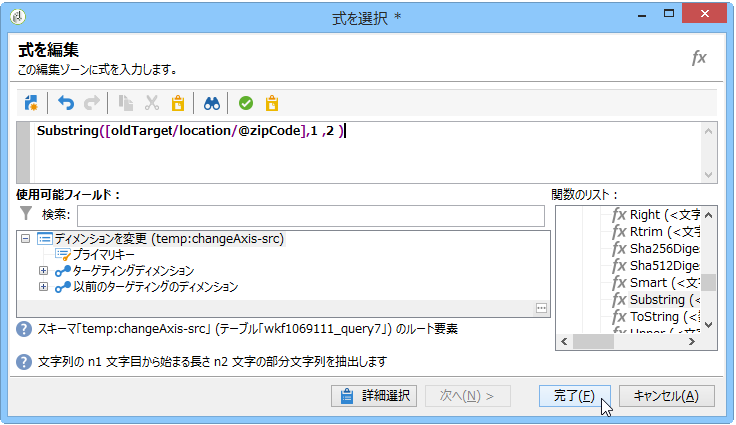 式を選択 *
式を編集
この編集ゾーンに式を入力します。
fx
Substring([oldTarget/location/@zipCode],1 ,2 )
使用可能フィールド：
検索:
ディメンションを変更 (temp:changeAxis-src)
プライマリキー
ターゲティングディメンション
以前のターゲティングのディメンション
関数のリスト：
fx Right (<文字
fx Rtrim (<文字
fx Sha256Diges
fx Sha512Diges
fx Smart (<文字
fx Substring (<
fx ToString (<
スキーマ「temp:changeAxis-src」 (テーブル「wkf1069111_query7」) のルート要素
文字列の n1 文字目から始まる長さ n2 文字の部分文字列を抽出します
詳細選択
次へ(N) >
完了(F)
キャンセル(A)